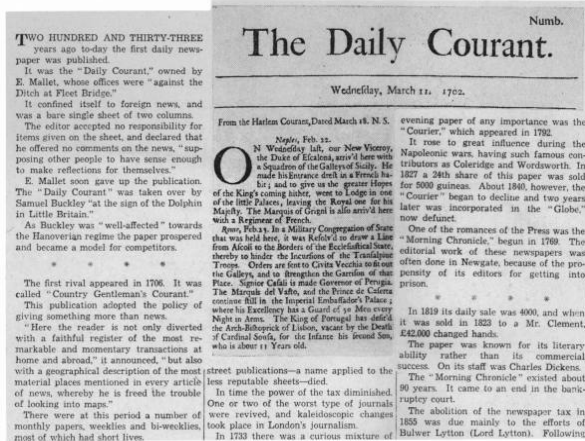 TWO HUNDRED AND THIRTY-THREE
years ago to-day the first daily news-
paper was published.
It was the "Daily Courant," owned by
E. Mallet, whose offices were "against the
Ditch at Fleet Bridge."
It confined itself to foreign news, and
was a bare single sheet of two columns.
The editor accepted no responsibility for
items given on the sheet, and declared that
he offered no comments on the news, "sup-
posing other people to have sense enough
to make reflections for themselves."
E. Mallet soon gave up the publication.
The "Daily Courant" was taken over by
Samuel Buckley "at the sign of the Dolphin
in Little Britain."
As Buckley was "well-affected" towards
the Hanoverian regime the paper prospered
and became a model for competitors.
* * * *
The first rival appeared in 1706. It was
called "Country Gentleman's Courant."
This publication adopted the policy of
giving something more than news.
"Here the reader is not only diverted
with a faithful register of the most re-
markable and momentary transactions at
home and abroad," it announced, "but also
with a geographical description of the most
material places mentioned in every article
of news, whereby he is freed the trouble
of looking into maps."
There were at this period a number of
monthly papers, weeklies and bi-weeklies,
most of which had short lives.
Numb.
The Daily Courant.
Wednesday, March 11. 1702.
From the Harlem Courant, Dated March 18. N. S.
Naples, Feb. 22.
ON Wednesday last, our New Viceroy,
the Duke of Escalona, arriv'd here with
a Squadron of the Galleys of Sicily. He
made his Entrance drest in a French ha-
bit; and to give us the greater Hopes
of the King's coming hither, went to Lodge in one
of the little Palaces, leaving the Royal one for his
Majesty. The Marquis of Grigni is also arriv'd here
with a Regiment of French.
Rome, Feb. 25. In a Military Congregation of State
that was held here, it was Resolv'd to draw a Line
from Ascoli to the Borders of the Ecclesiastical State,
thereby to hinder the Incursions of the Transalpine
Troops. Orders are sent to Civita Vecchia to fit out
the Galleys, and to strengthen the Garrison of that
Place. Signior Casali is made Governor of Perugia.
The Marquis del Vasto, and the Prince de Caserta
continue still in the Imperial Embassador's Palace;
where his Excellency has a Guard of 50 Men every
Night in Arms. The King of Portugal has desir'd the
Arch-Bishoprick of Lisbon, vacant by the Death
of Cardinal Sousa, for the Infante his second Son,
who is about 11 Years old.
street publications—a name applied to the
less reputable sheets—died.
In time the power of the tax diminished.
One or two of the worst type of journals
were revived, and kaleidoscopic changes
took place in London's journalism.
In 1733 there was a curious mixture of
evening paper of any importance was the
"Courier," which appeared in 1792.
It rose to great influence during the
Napoleonic wars, having such famous con-
tributors as Coleridge and Wordsworth. In
1827 a 24th share of this paper was sold
for 5000 guineas. About 1840, however, the
"Courier" began to decline and two years
later was incorporated in the "Globe,"
now defunct.
One of the romances of the Press was the
"Morning Chronicle," begun in 1769. The
editorial work of these newspapers was
often done in Newgate, because of the pro-
pensity of its editors for getting into
prison.
* * * *
In 1819 its daily sale was 4000, and when
it was sold in 1823 to a Mr. Clement
£42,000 changed hands.
The paper was known for its literary
ability rather than its commercial
success. On its staff was Charles Dickens.
The "Morning Chronicle" existed about
90 years. It came to an end in the bank-
ruptcy court.
The abolition of the newspaper tax in
1855 was due mainly to the efforts of
Bulwer Lytton (Lord Lytton). Following